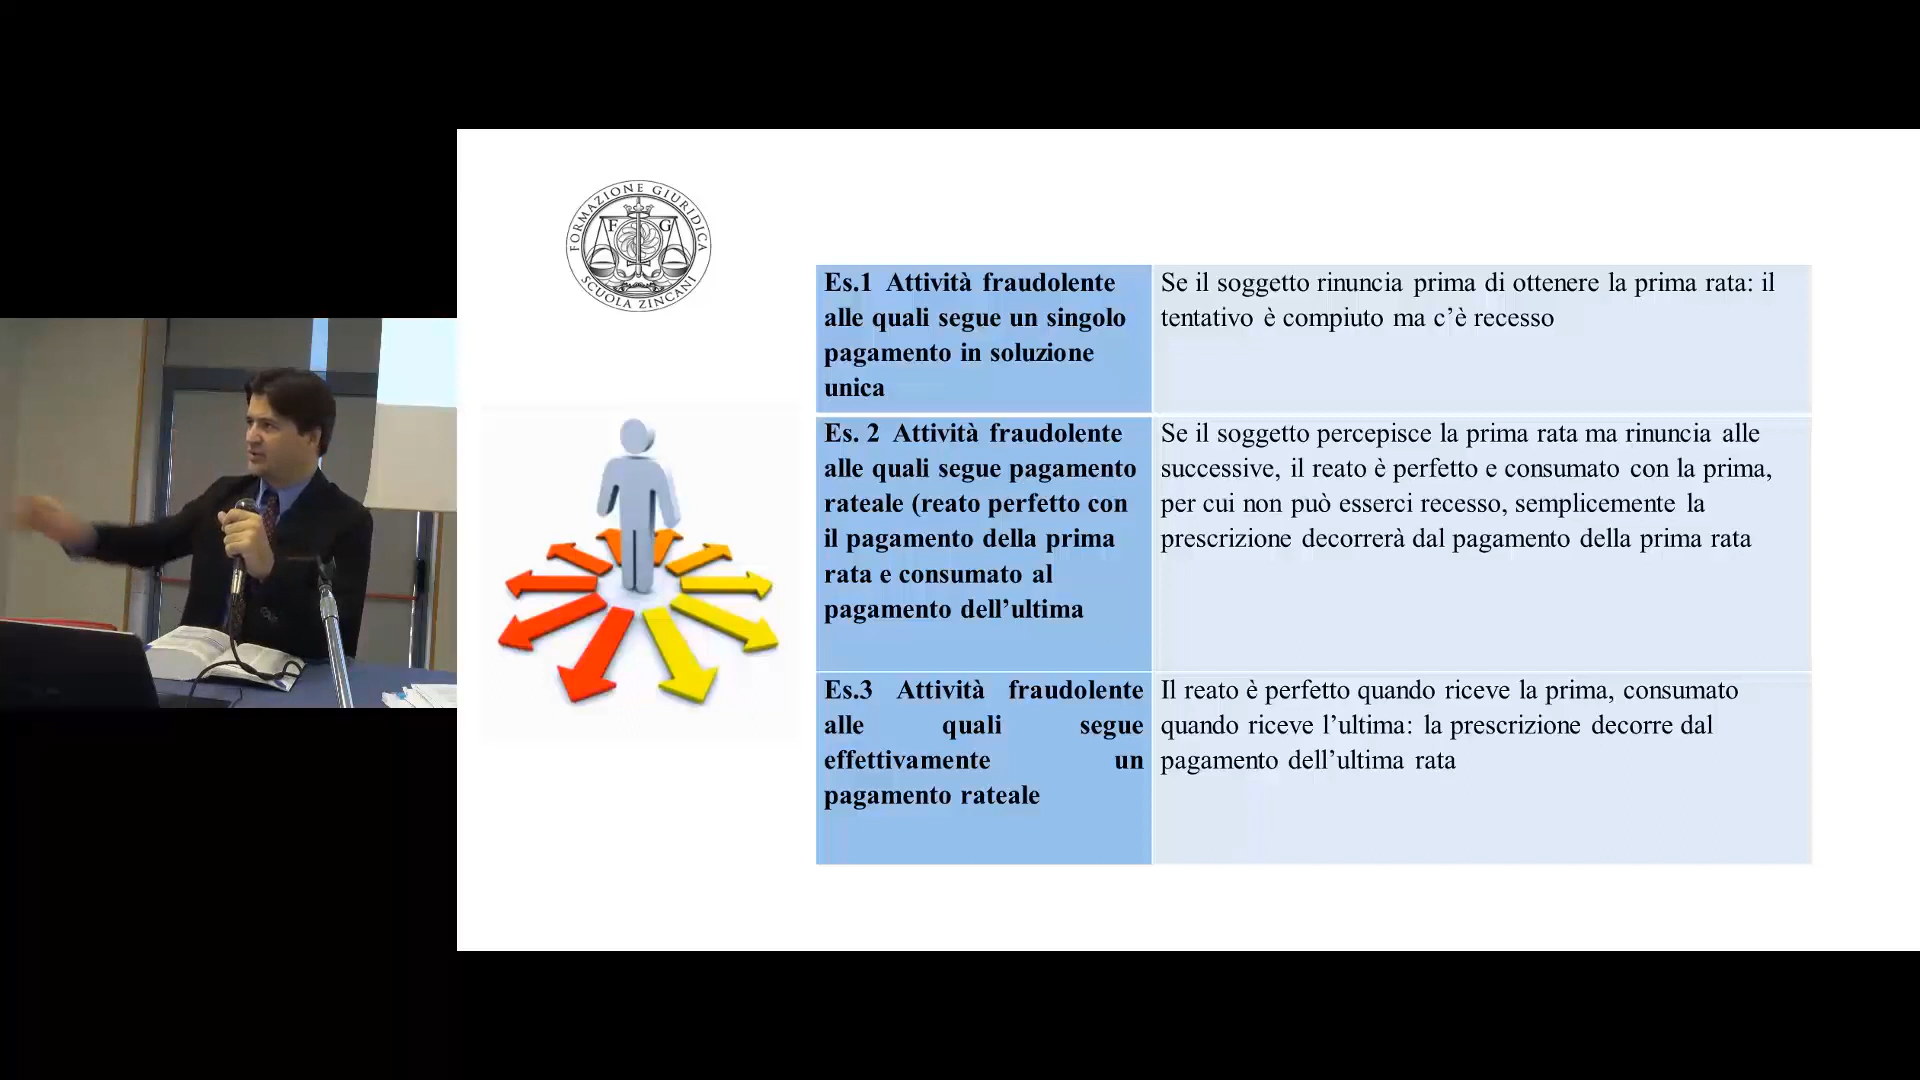 FORMAZIONE GIURIDICA
F G
SCUOLA ZINCANI
Es.1 Attività fraudolente
alle quali segue un singolo
pagamento in soluzione
unica
Se il soggetto rinuncia prima di ottenere la prima rata: il
tentativo è compiuto ma c’è recesso
Es. 2 Attività fraudolente
alle quali segue pagamento
rateale (reato perfetto con
il pagamento della prima
rata e consumato al
pagamento dell’ultima
Se il soggetto percepisce la prima rata ma rinuncia alle
successive, il reato è perfetto e consumato con la prima,
per cui non può esserci recesso, semplicemente la
prescrizione decorrerà dal pagamento della prima rata
Es.3 Attività fraudolente
alle quali segue
effettivamente un
pagamento rateale
Il reato è perfetto quando riceve la prima, consumato
quando riceve l’ultima: la prescrizione decorre dal
pagamento dell’ultima rata